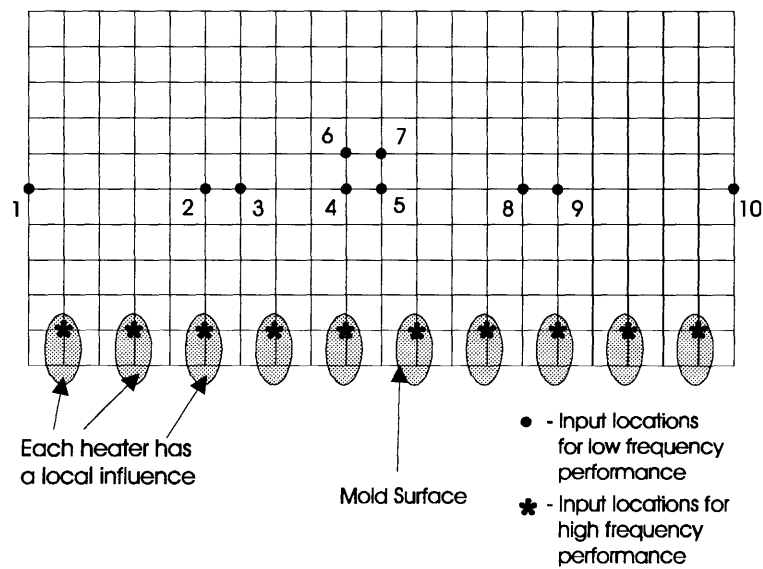 6 7
1 2 3 4 5 8 9 10
Each heater has
a local influence
Mold Surface
● - Input locations
for low frequency
performance
✱ - Input locations for
high frequency
performance